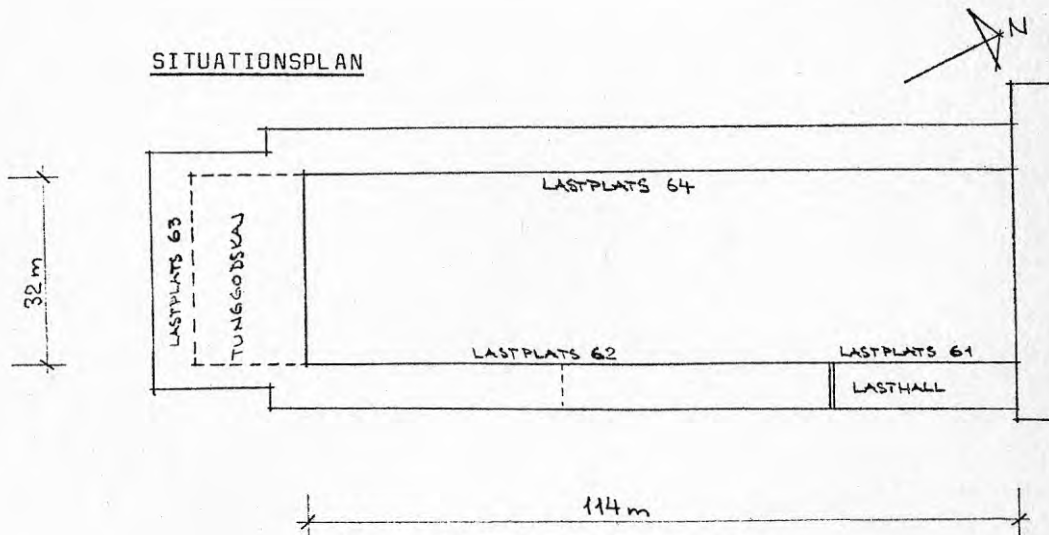 SITUATIONSPLAN
N
LASTPLATS 64
LASTPLATS 63
TUNGGODSKAJ
32 m
LASTPLATS 62
LASTPLATS 61
LASTHALL
114 m